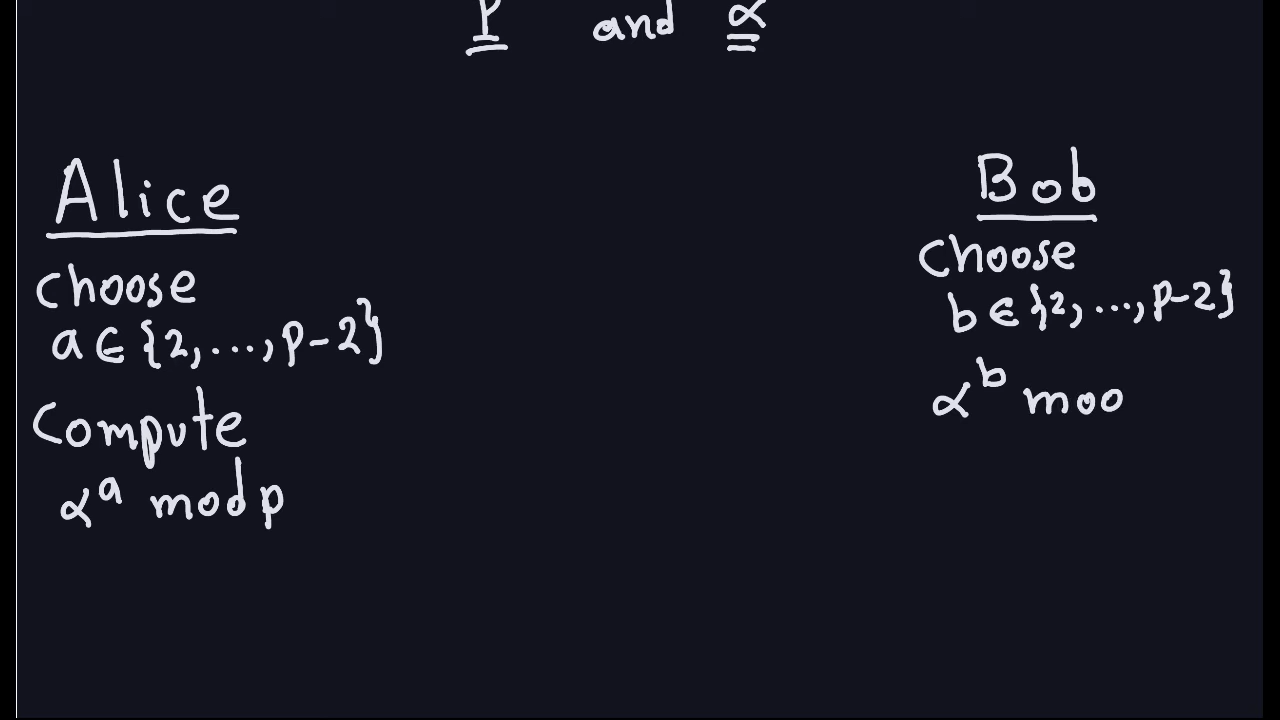 P and α
Alice
choose
a ∈ {2, ..., p-2}
Compute
α^a mod p
Bob
choose
b ∈ {2, ..., p-2}
α^b moo